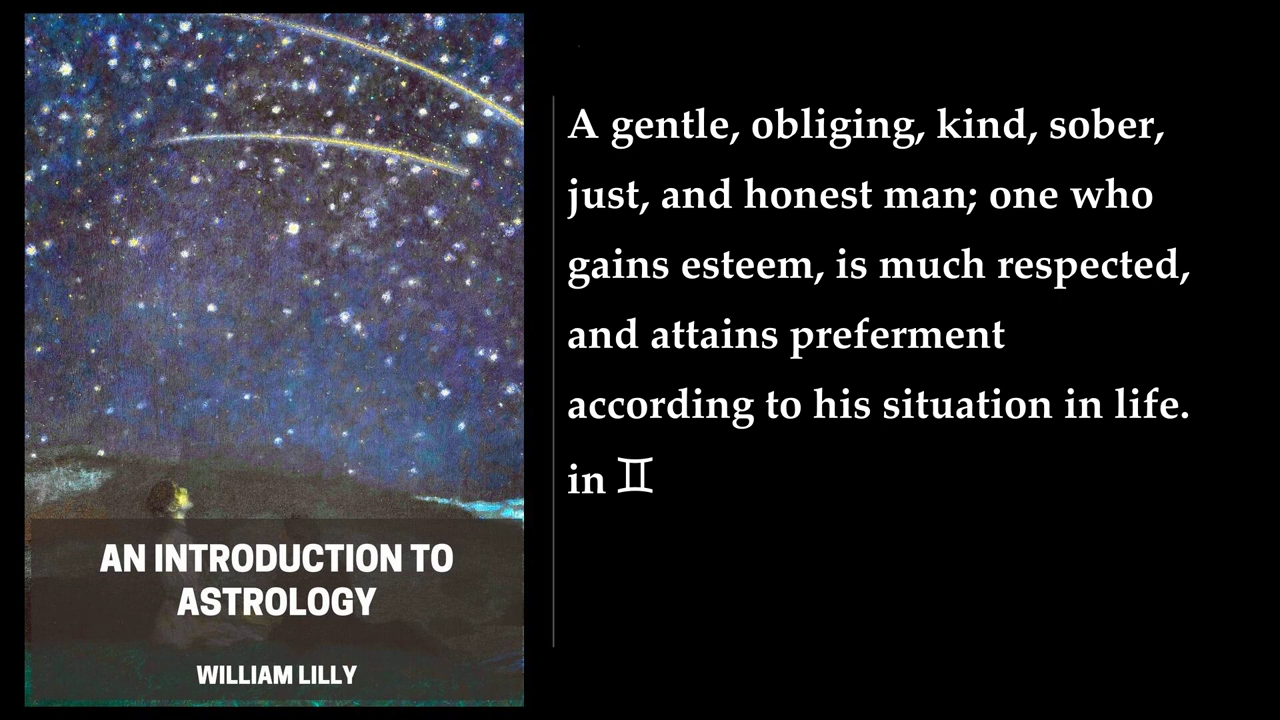 AN INTRODUCTION TO
ASTROLOGY
WILLIAM LILLY
A gentle, obliging, kind, sober,
just, and honest man; one who
gains esteem, is much respected,
and attains preferment
according to his situation in life.
in ♊